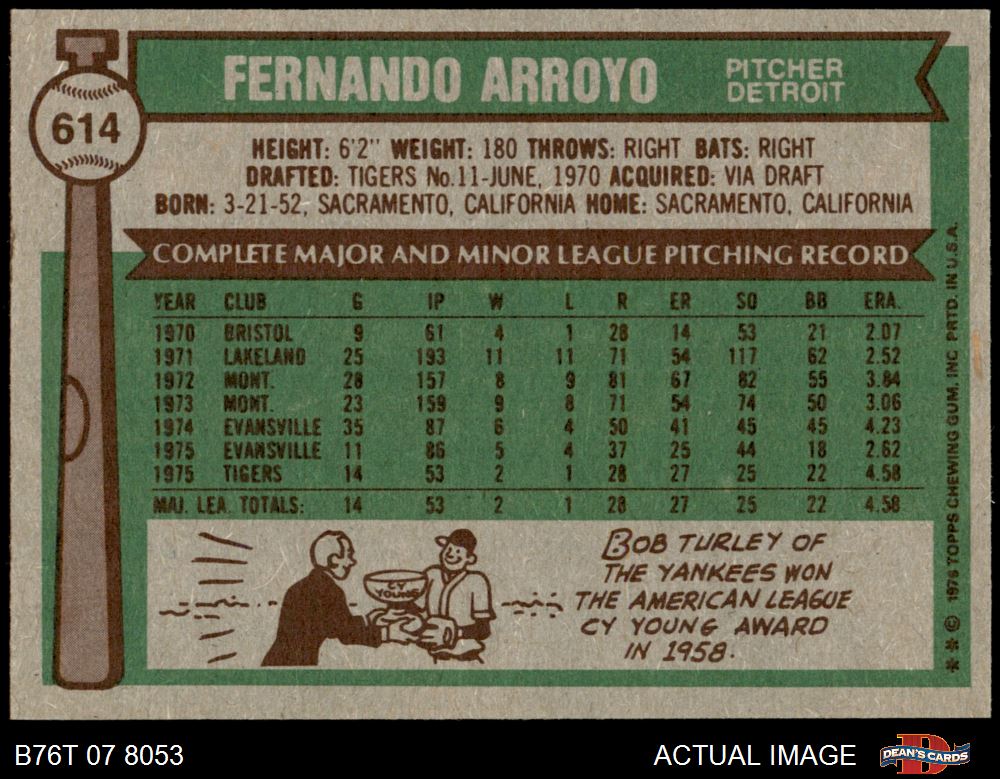 614
FERNANDO ARROYO
PITCHER
DETROIT
HEIGHT: 6'2" WEIGHT: 180 THROWS: RIGHT BATS: RIGHT
DRAFTED: TIGERS No.11-JUNE, 1970 ACQUIRED: VIA DRAFT
BORN: 3-21-52, SACRAMENTO, CALIFORNIA HOME: SACRAMENTO, CALIFORNIA
COMPLETE MAJOR AND MINOR LEAGUE PITCHING RECORD
YEAR CLUB G IP W L R ER SO BB ERA.
1970 BRISTOL 9 61 4 1 28 14 53 21 2.07
1971 LAKELAND 25 193 11 11 71 54 117 62 2.52
1972 MONT. 28 157 8 9 81 67 82 55 3.84
1973 MONT. 23 159 9 8 71 54 74 50 3.06
1974 EVANSVILLE 35 87 6 4 50 41 45 45 4.23
1975 EVANSVILLE 11 86 5 4 37 25 44 18 2.62
1975 TIGERS 14 53 2 1 28 27 25 22 4.58
MAJ. LEA. TOTALS: 14 53 2 1 28 27 25 22 4.58
CY
YOUNG
BOB TURLEY OF
THE YANKEES WON
THE AMERICAN LEAGUE
CY YOUNG AWARD
IN 1958.
** © 1976 TOPPS CHEWING GUM, INC PRTD. IN U.S.A.
B76T 07 8053
ACTUAL IMAGE
DEAN'S CARDS